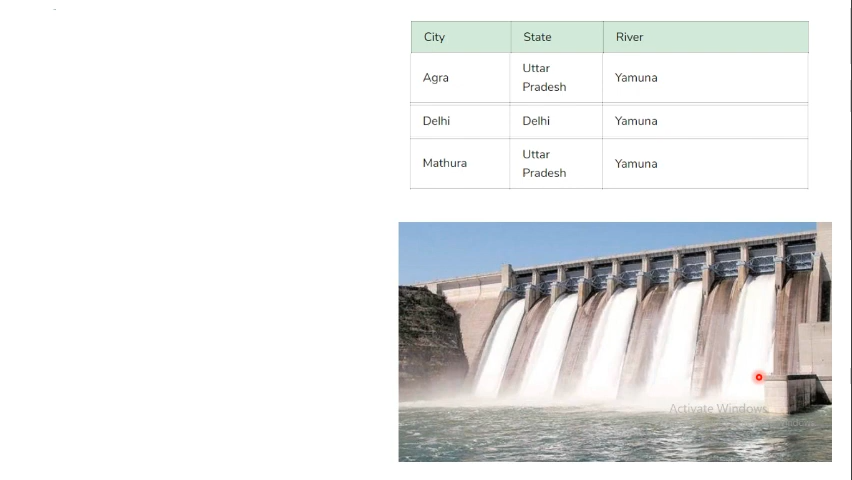 City State River
Agra Uttar Pradesh Yamuna
Delhi Delhi Yamuna
Mathura Uttar Pradesh Yamuna
Activate Windows